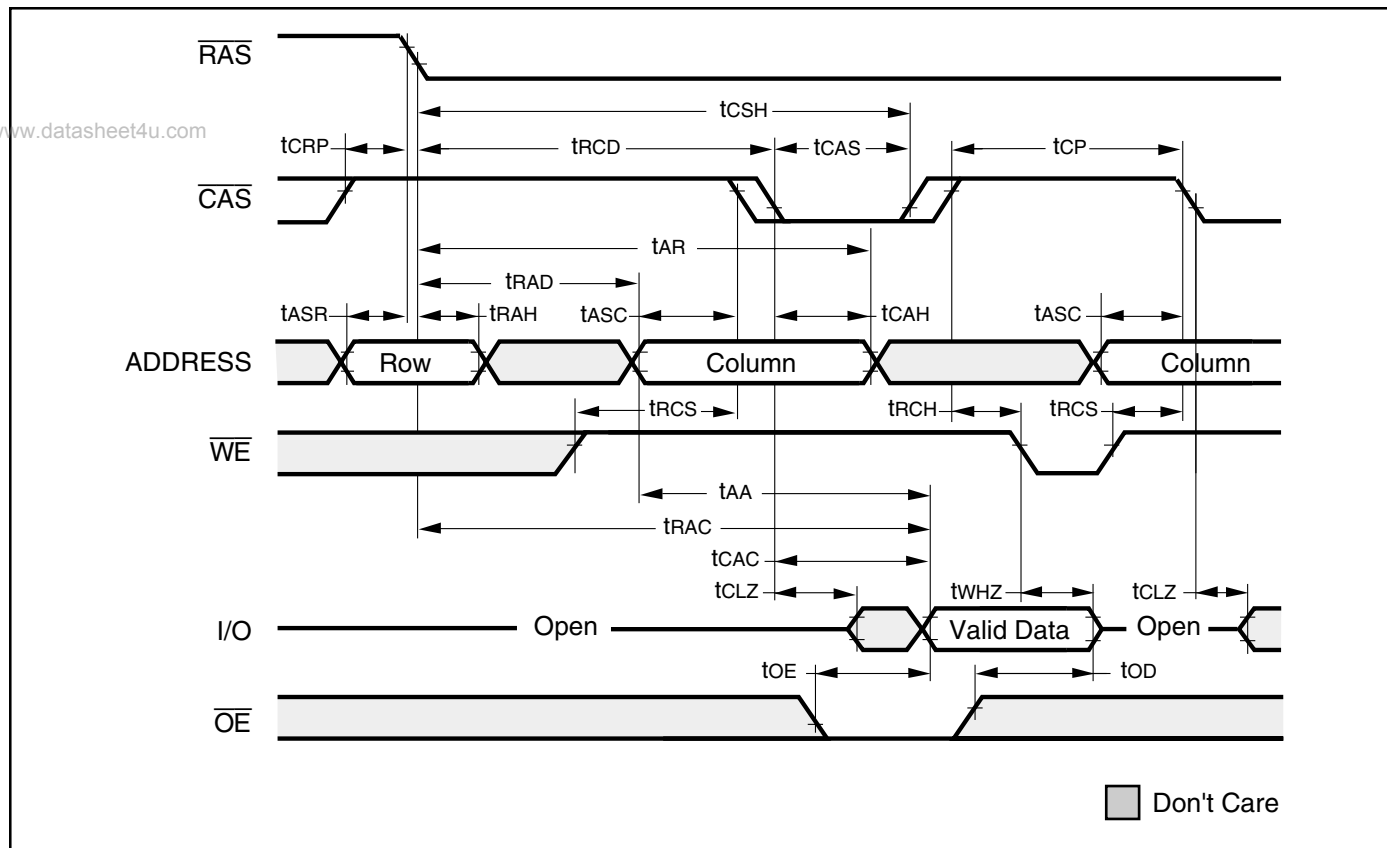 RAS
tCSH
www.datasheet4u.com
tCRP tRCD tCAS tCP
CAS
tAR
tRAD
tASR tRAH tASC tCAH tASC
ADDRESS Row Column Column
tRCS tRCH tRCS
WE
tAA
tRAC
tCAC
tCLZ tWHZ tCLZ
I/O Open Valid Data Open
tOE tOD
OE
Don't Care